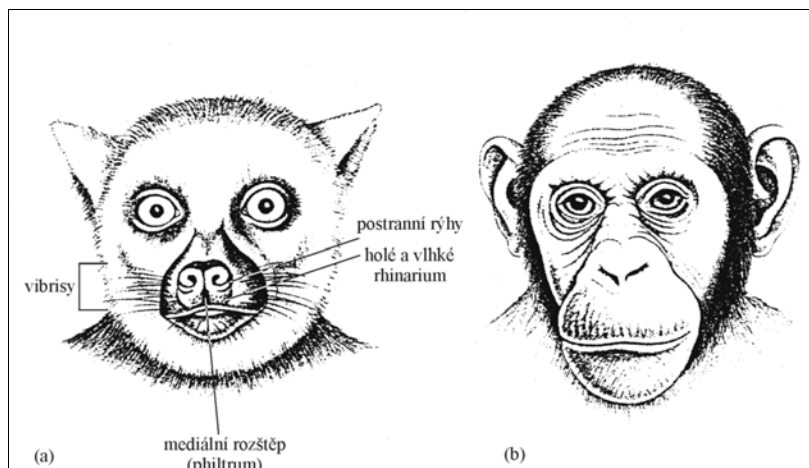 postranní rýhy
holé a vlhké
rhinarium
vibrisy
mediální rozštěp
(philtrum)
(a)
(b)